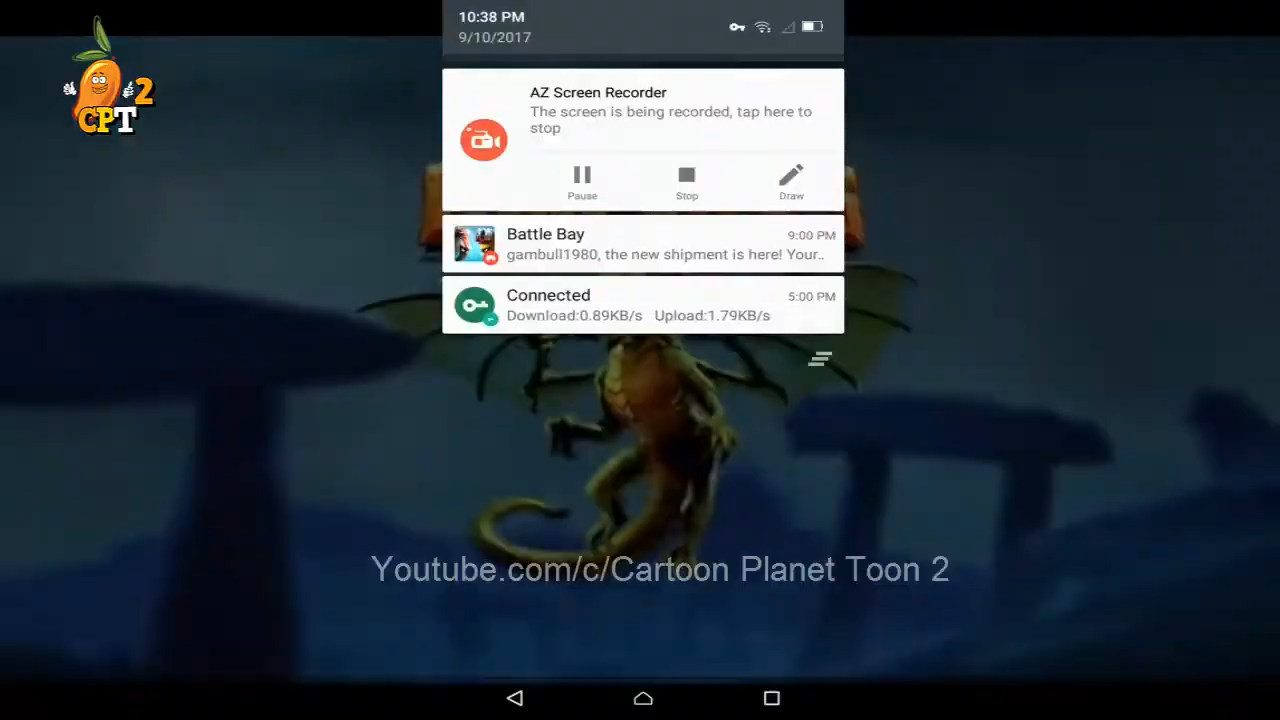 10:38 PM
9/10/2017
2
CPT
AZ Screen Recorder
The screen is being recorded, tap here to
stop
Pause
Stop
Draw
Battle Bay
9:00 PM
gambull1980, the new shipment is here! Your..
Connected
5:00 PM
Download:0.89KB/s Upload:1.79KB/s
Youtube.com/c/Cartoon Planet Toon 2